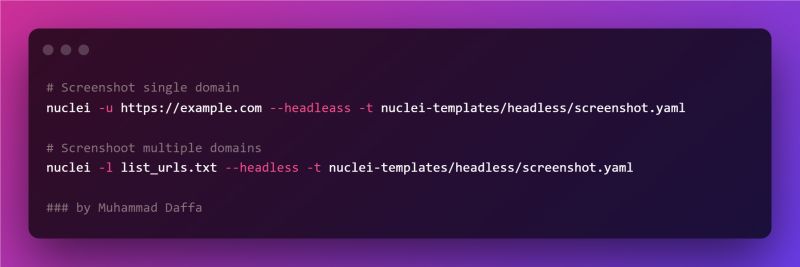 # Screenshot single domain
nuclei -u https://example.com --headleass -t nuclei-templates/headless/screenshot.yaml
# Screnshoot multiple domains
nuclei -l list_urls.txt --headless -t nuclei-templates/headless/screenshot.yaml
### by Muhammad Daffa